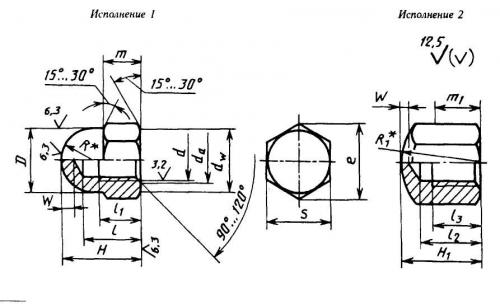 Исполнение 1
Исполнение 2
12,5
(√)
m
15°...30°
15°...30°
6,3
6,3
R*
D
d
dₐ
d_w
3,2
90°...120°
w
l₁
l
H
6,3
e
S
w
m₁
R₁*
l₃
l₂
H₁